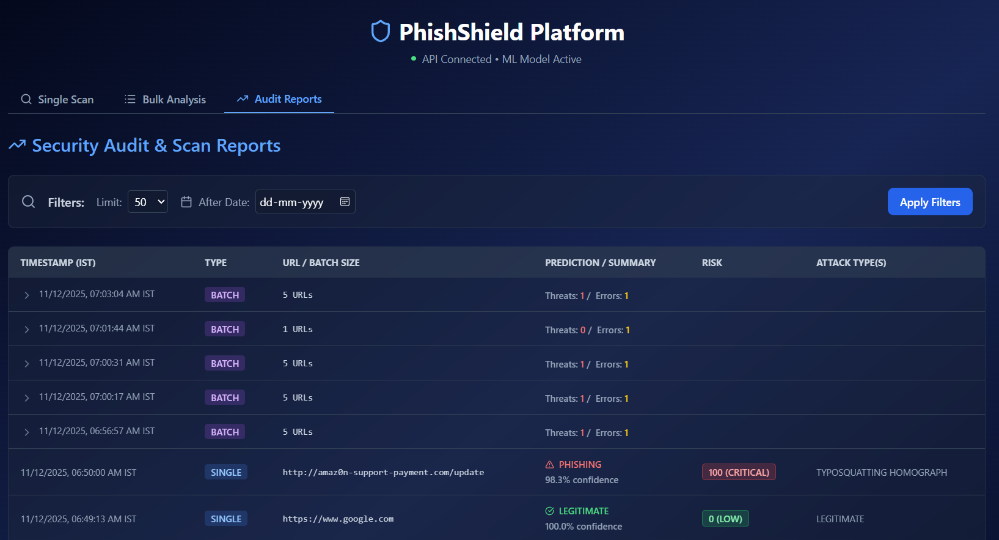 PhishShield Platform
API Connected • ML Model Active
Single Scan Bulk Analysis Audit Reports
Security Audit & Scan Reports
Filters: Limit: 50 After Date: dd-mm-yyyy Apply Filters
TIMESTAMP (IST) TYPE URL / BATCH SIZE PREDICTION / SUMMARY RISK ATTACK TYPE(S)
11/12/2025, 07:03:04 AM IST BATCH 5 URLs Threats: 1 / Errors: 1
11/12/2025, 07:01:44 AM IST BATCH 1 URLs Threats: 0 / Errors: 1
11/12/2025, 07:00:31 AM IST BATCH 5 URLs Threats: 1 / Errors: 1
11/12/2025, 07:00:17 AM IST BATCH 5 URLs Threats: 1 / Errors: 1
11/12/2025, 06:56:57 AM IST BATCH 5 URLs Threats: 1 / Errors: 1
11/12/2025, 06:50:00 AM IST SINGLE http://amaz0n-support-payment.com/update PHISHING 100 (CRITICAL) TYPOSQUATTING HOMOGRAPH
98.3% confidence
11/12/2025, 06:49:13 AM IST SINGLE https://www.google.com LEGITIMATE 0 (LOW) LEGITIMATE
100.0% confidence